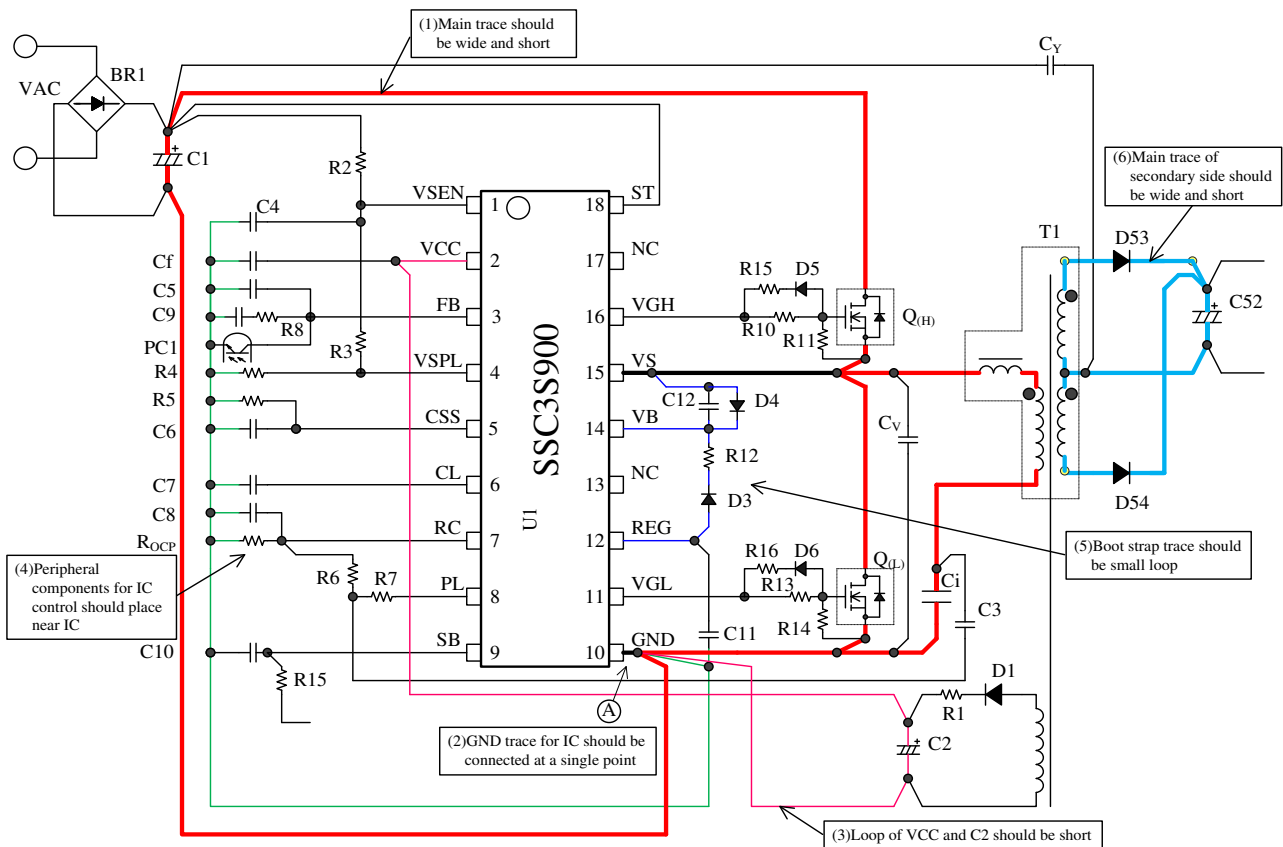 (1)Main trace should
be wide and short
CY
BR1
VAC
C1
R2
(6)Main trace of
secondary side should
be wide and short
VSEN
1
18
ST
C4
T1
D53
VCC
2
17
NC
Cf
C5
R15
D5
C52
C9
R8
FB
3
16
VGH
R10
R11
Q(H)
PC1
R3
R4
VSPL
4
15
VS
R5
C12
D4
C6
CSS
5
14
VB
CV
SSC3S900
U1
R12
C7
CL
6
13
NC
D3
D54
C8
ROCP
RC
7
12
REG
(4)Peripheral
components for IC
control should place
near IC
R6
R7
PL
8
11
VGL
R16
D6
R13
R14
Q(L)
(5)Boot strap trace should
be small loop
Ci
C3
C10
SB
9
10
GND
C11
R15
A
R1
D1
(2)GND trace for IC should be
connected at a single point
C2
(3)Loop of VCC and C2 should be short